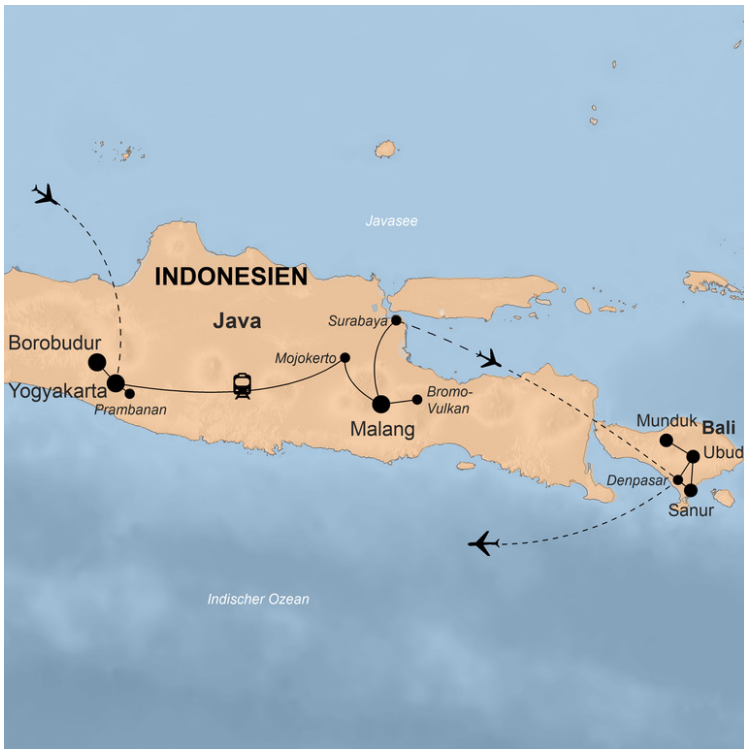 Javasee
INDONESIEN
Java
Surabaya
Borobudur
Mojokerto
Yogyakarta
Prambanan
Bromo-
Vulkan
Malang
Munduk
Bali
Ubud
Denpasar
Sanur
Indischer Ozean